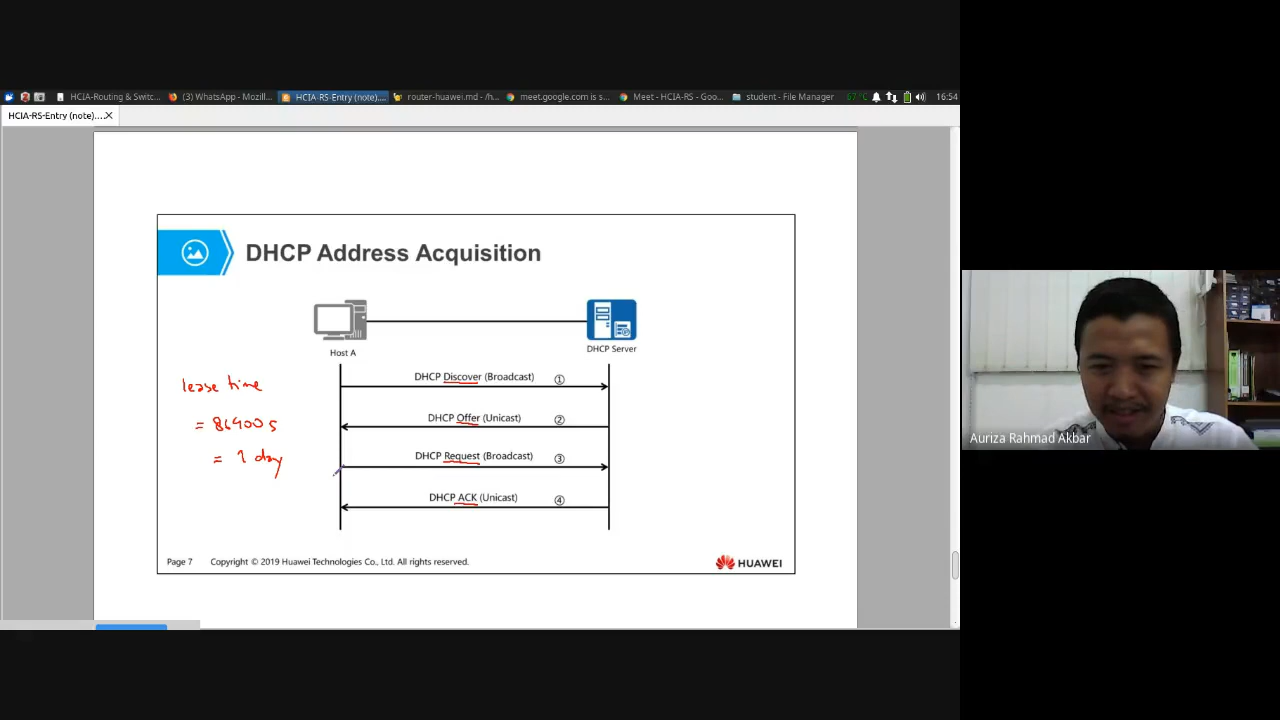 HCIA-Routing & Switc...
(3) WhatsApp - Mozill...
HCIA-RS-Entry (note)....
router-huawei.md - /h...
meet.google.com is s...
Meet - HCIA-RS - Goo...
student - File Manager
67°C
16:54
HCIA-RS-Entry (note)....
DHCP Address Acquisition
Host A
DHCP Server
DHCP Discover (Broadcast) ①
lease time
DHCP Offer (Unicast) ②
= 86400 s
DHCP Request (Broadcast) ③
= 1 day
DHCP ACK (Unicast) ④
Page 7 Copyright © 2019 Huawei Technologies Co., Ltd. All rights reserved.
HUAWEI
Auriza Rahmad Akbar